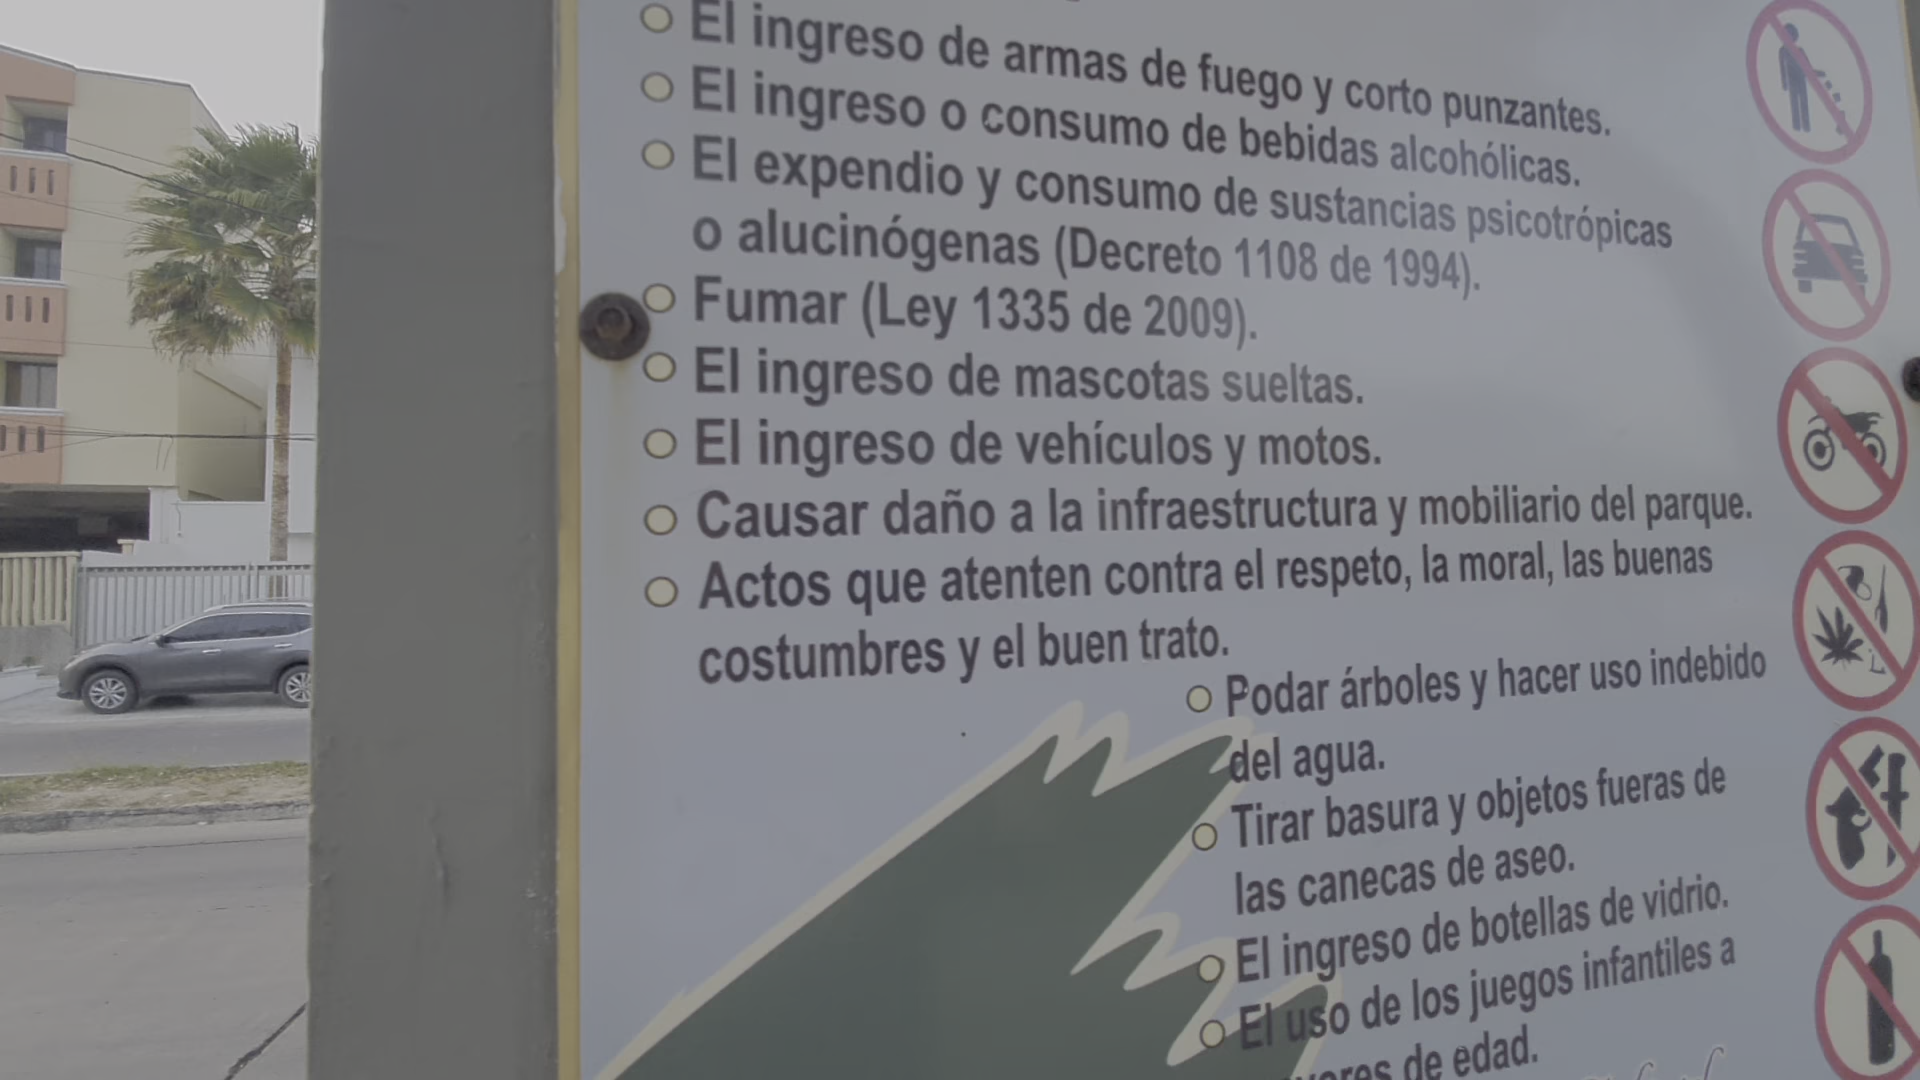 El ingreso de armas de fuego y corto punzantes.
El ingreso o consumo de bebidas alcohólicas.
El expendio y consumo de sustancias psicotrópicas
o alucinógenas (Decreto 1108 de 1994).
Fumar (Ley 1335 de 2009).
El ingreso de mascotas sueltas.
El ingreso de vehículos y motos.
Causar daño a la infraestructura y mobiliario del parque.
Actos que atenten contra el respeto, la moral, las buenas
costumbres y el buen trato.
Podar árboles y hacer uso indebido
del agua.
Tirar basura y objetos fueras de
las canecas de aseo.
El ingreso de botellas de vidrio.
El uso de los juegos infantiles a
de edad.